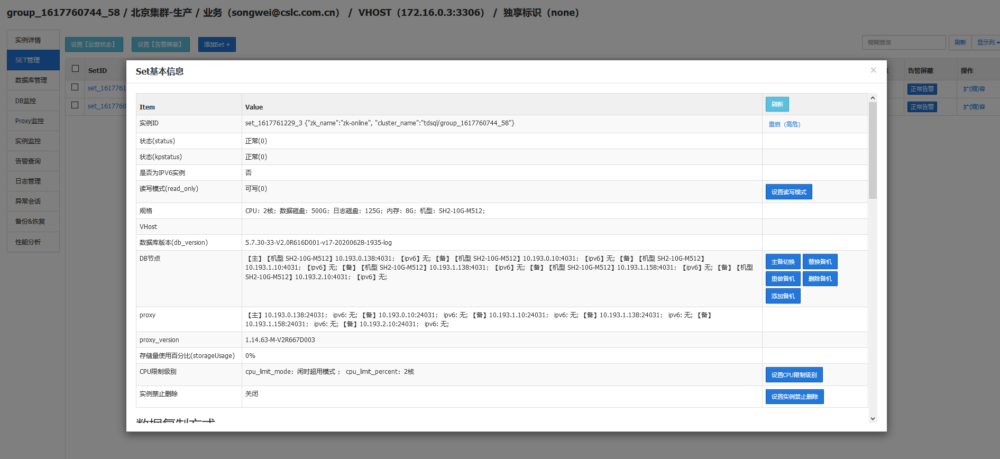 group_1617760744_58 / 北京集群-生产 / 业务（songwei@cslc.com.cn） / VHOST（172.16.0.3:3306） / 独享标识（none）
实例详情
SET管理
数据库管理
DB监控
Proxy监控
实例监控
告警查询
日志管理
异常会话
备份&恢复
性能分析
设置【运营状态】 设置【告警屏蔽】 添加Set + 模糊查询 刷新 显示列
SetID 告警屏蔽 操作
set_1617761 正常告警 扩(缩)容
set_1617760 正常告警 扩(缩)容
Set基本信息 ×
Item Value 刷新
实例ID set_1617761229_3 {"zk_name":"zk-online", "cluster_name":"tdsql/group_1617760744_58"} 重启（高危）
状态(status) 正常(0)
状态(kpstatus) 正常(0)
是否为IPV6实例 否
读写模式(read_only) 可写(0) 设置读写模式
规格 CPU：2核；数据磁盘：500G；日志磁盘：125G；内存：8G；机型：SH2-10G-M512；
VHost
数据库版本(db_version) 5.7.30-33-V2.0R616D001-v17-20200628-1935-log
DB节点 【主】【机型 SH2-10G-M512】10.193.0.138:4031； 【ipv6】无; 【备】【机型 SH2-10G-M512】10.193.0.10:4031； 【ipv6】无; 【备】【机型 SH2-10G-M512】
10.193.1.10:4031； 【ipv6】无; 【备】【机型 SH2-10G-M512】10.193.1.138:4031； 【ipv6】无; 【备】【机型 SH2-10G-M512】10.193.1.158:4031； 【ipv6】无; 【备】【机型
SH2-10G-M512】10.193.2.10:4031； 【ipv6】无;
主备切换 替换备机
重做备机 删除备机
添加备机
proxy 【主】10.193.0.138:24031； ipv6: 无; 【备】10.193.0.10:24031； ipv6: 无; 【备】10.193.1.10:24031； ipv6: 无; 【备】10.193.1.138:24031； ipv6: 无; 【备】
10.193.1.158:24031； ipv6: 无; 【备】10.193.2.10:24031； ipv6: 无;
proxy_version 1.14.63-M-V2R667D003
存储量使用百分比(storageUsage) 0%
CPU限制级别 cpu_limit_mode：闲时超用模式 ； cpu_limit_percent：2核 设置CPU限制级别
实例禁止删除 关闭 设置实例禁止删除
数据复制方式